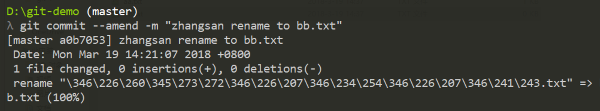 D:\git-demo (master)
λ git commit --amend -m "zhangsan rename to bb.txt"
[master a0b7053] zhangsan rename to bb.txt
Date: Mon Mar 19 14:21:07 2018 +0800
1 file changed, 0 insertions(+), 0 deletions(-)
rename "\346\226\260\345\273\272\346\226\207\346\234\254\346\226\207\346\241\243.txt" =>
b.txt (100%)